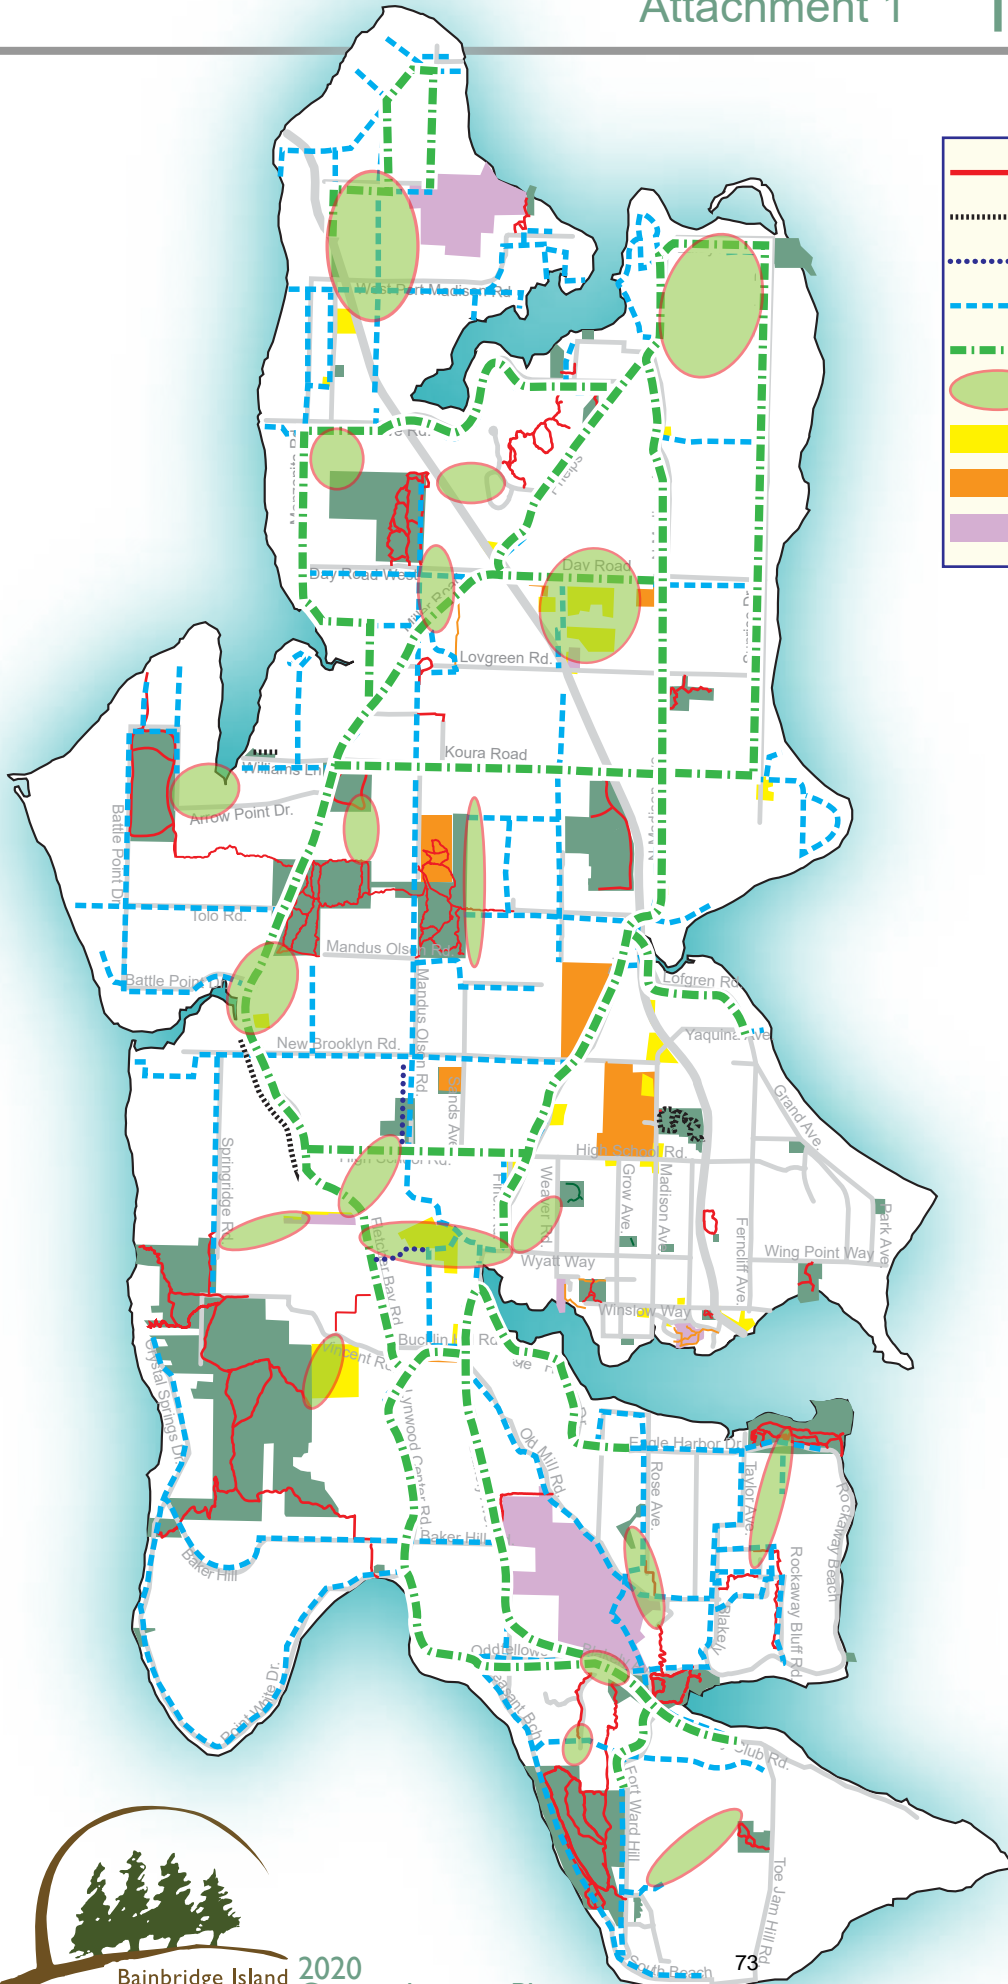 Attachment 1
West Port Madison Rd
Phelps
Day Road West
Day Road
Miller Road
Lovgreen Rd.
Koura Road
Williams Ln
Arrow Point Dr.
Battle Point Dr.
Tolo Rd.
Mandus Olson Rd.
Battle Point Dr.
Mandus Olson Rd.
Lofgren Rd
Yaquina Ave
New Brooklyn Rd.
Grand Ave.
Springridge Rd.
High School Rd.
High School Rd.
Weaver Rd.
Grow Ave.
Madison Ave
Ferncliff Ave.
Park Ave.
Fletcher Bay Rd
Wyatt Way
Wing Point Way
Winslow Way
Vincent Rd
Crystal Springs Dr.
Lynwood Center Rd.
Old Mill Rd.
Eagle Harbor Dr.
Rose Ave.
Taylor Ave.
Rockaway Beach
Baker Hill
Baker Hill
Rockaway Bluff Rd.
Blakely
Oddfellows
Point White Dr.
Club Rd.
Fort Ward Hill
Toe Jam Hill Rd.
South Beach
73
Bainbridge Island
2020